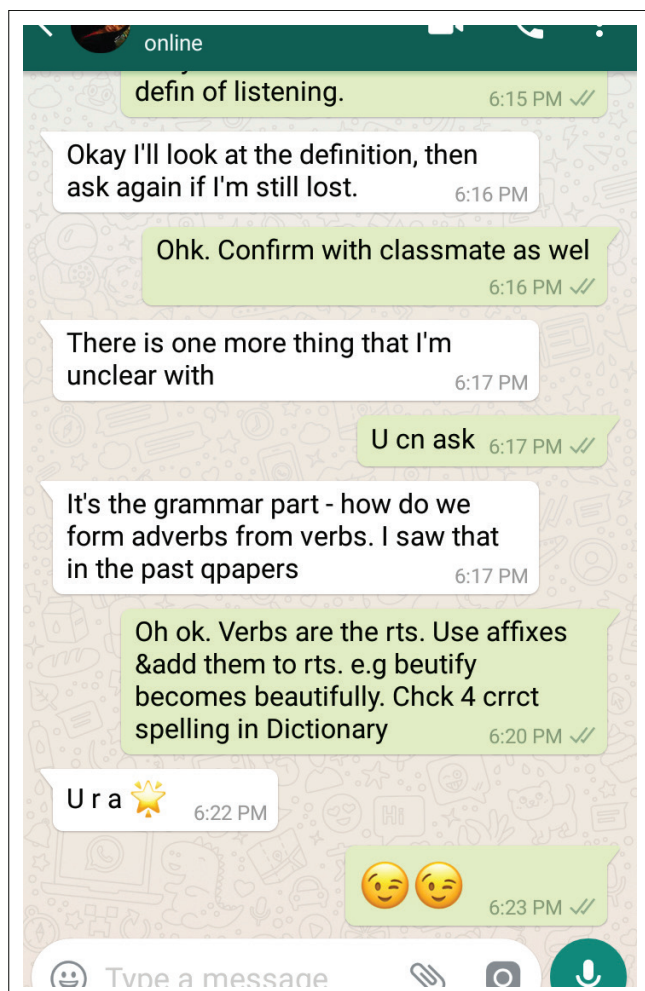 online
defin of listening.
6:15 PM
Okay I'll look at the definition, then
ask again if I'm still lost.
6:16 PM
Ohk. Confirm with classmate as wel
6:16 PM
There is one more thing that I'm
unclear with
6:17 PM
U cn ask
6:17 PM
It's the grammar part - how do we
form adverbs from verbs. I saw that
in the past qpapers
6:17 PM
Oh ok. Verbs are the rts. Use affixes
&add them to rts. e.g beutify
becomes beautifully. Chck 4 crrct
spelling in Dictionary
6:20 PM
U r a 🌟
6:22 PM
😉😉
6:23 PM
Type a message